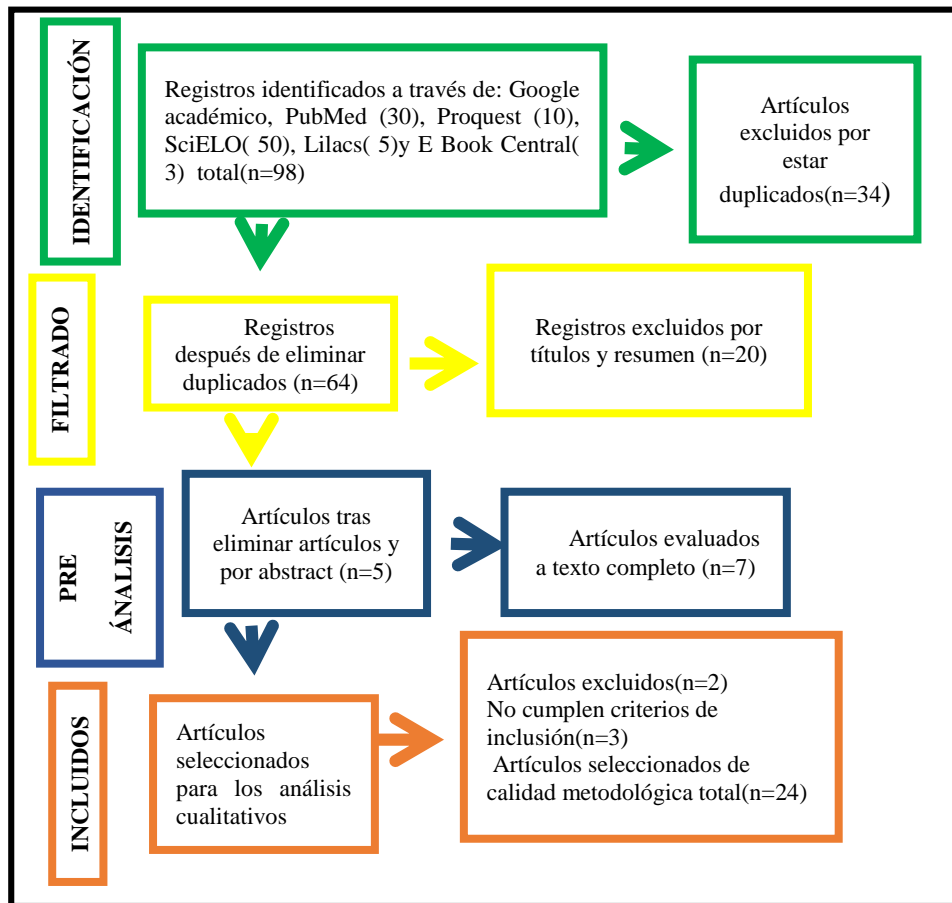 IDENTIFICACIÓN
Registros identificados a través de: Google
académico, PubMed (30), Proquest (10),
SciELO( 50), Lilacs( 5)y E Book Central(
3) total(n=98)
Artículos
excluidos por
estar
duplicados(n=34)
FILTRADO
Registros
después de eliminar
duplicados (n=64)
Registros excluidos por
títulos y resumen (n=20)
PRE
ÁNALISIS
Artículos tras
eliminar artículos y
por abstract (n=5)
Artículos evaluados
a texto completo (n=7)
INCLUIDOS
Artículos
seleccionados
para los análisis
cualitativos
Artículos excluidos(n=2)
No cumplen criterios de
inclusión(n=3)
Artículos seleccionados de
calidad metodológica total(n=24)